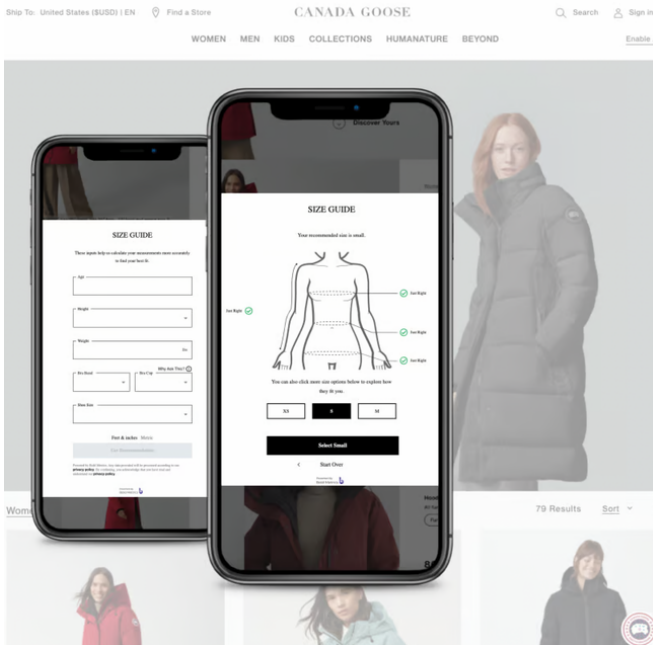 Ship To: United States ($USD) | EN
Find a Store
CANADA GOOSE
Search
Sign in
WOMEN MEN KIDS COLLECTIONS HUMANATURE BEYOND
Enable
SIZE GUIDE
These inputs help us calculate your measurements more accurately
to find your best fit.
Age
Height
Weight
Why Ask This?
Bra Band
Bra Cup
Feet & inches Metric
privacy policy
Discover Yours
SIZE GUIDE
Your recommended size is small.
Just Right
Just Right
Just Right
Just Right
You can also click more size options below to explore how
they fit you.
XS
S
M
Select Small
< Start Over
79 Results
Sort